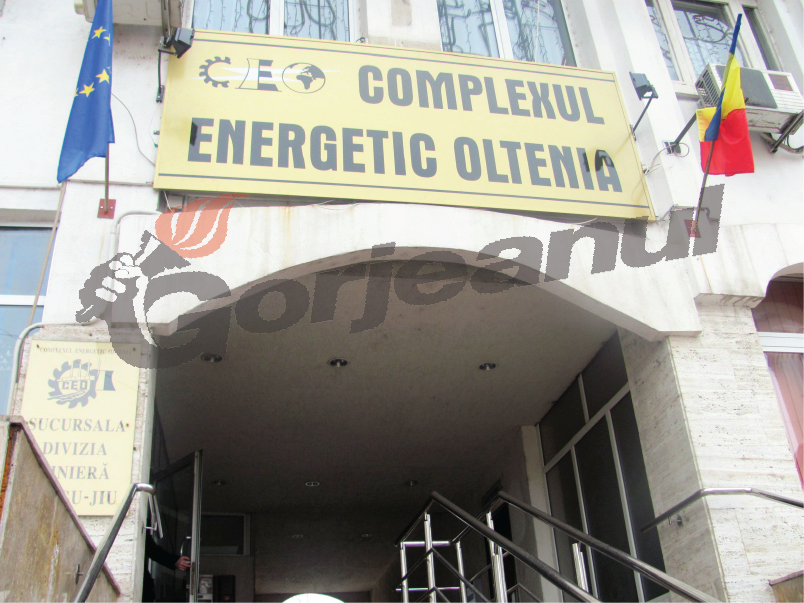 CEO COMPLEXUL
ENERGETIC OLTENIA
Gorjeanul
CEO
SUCURSALA
DIVIZIA
MINIERĂ